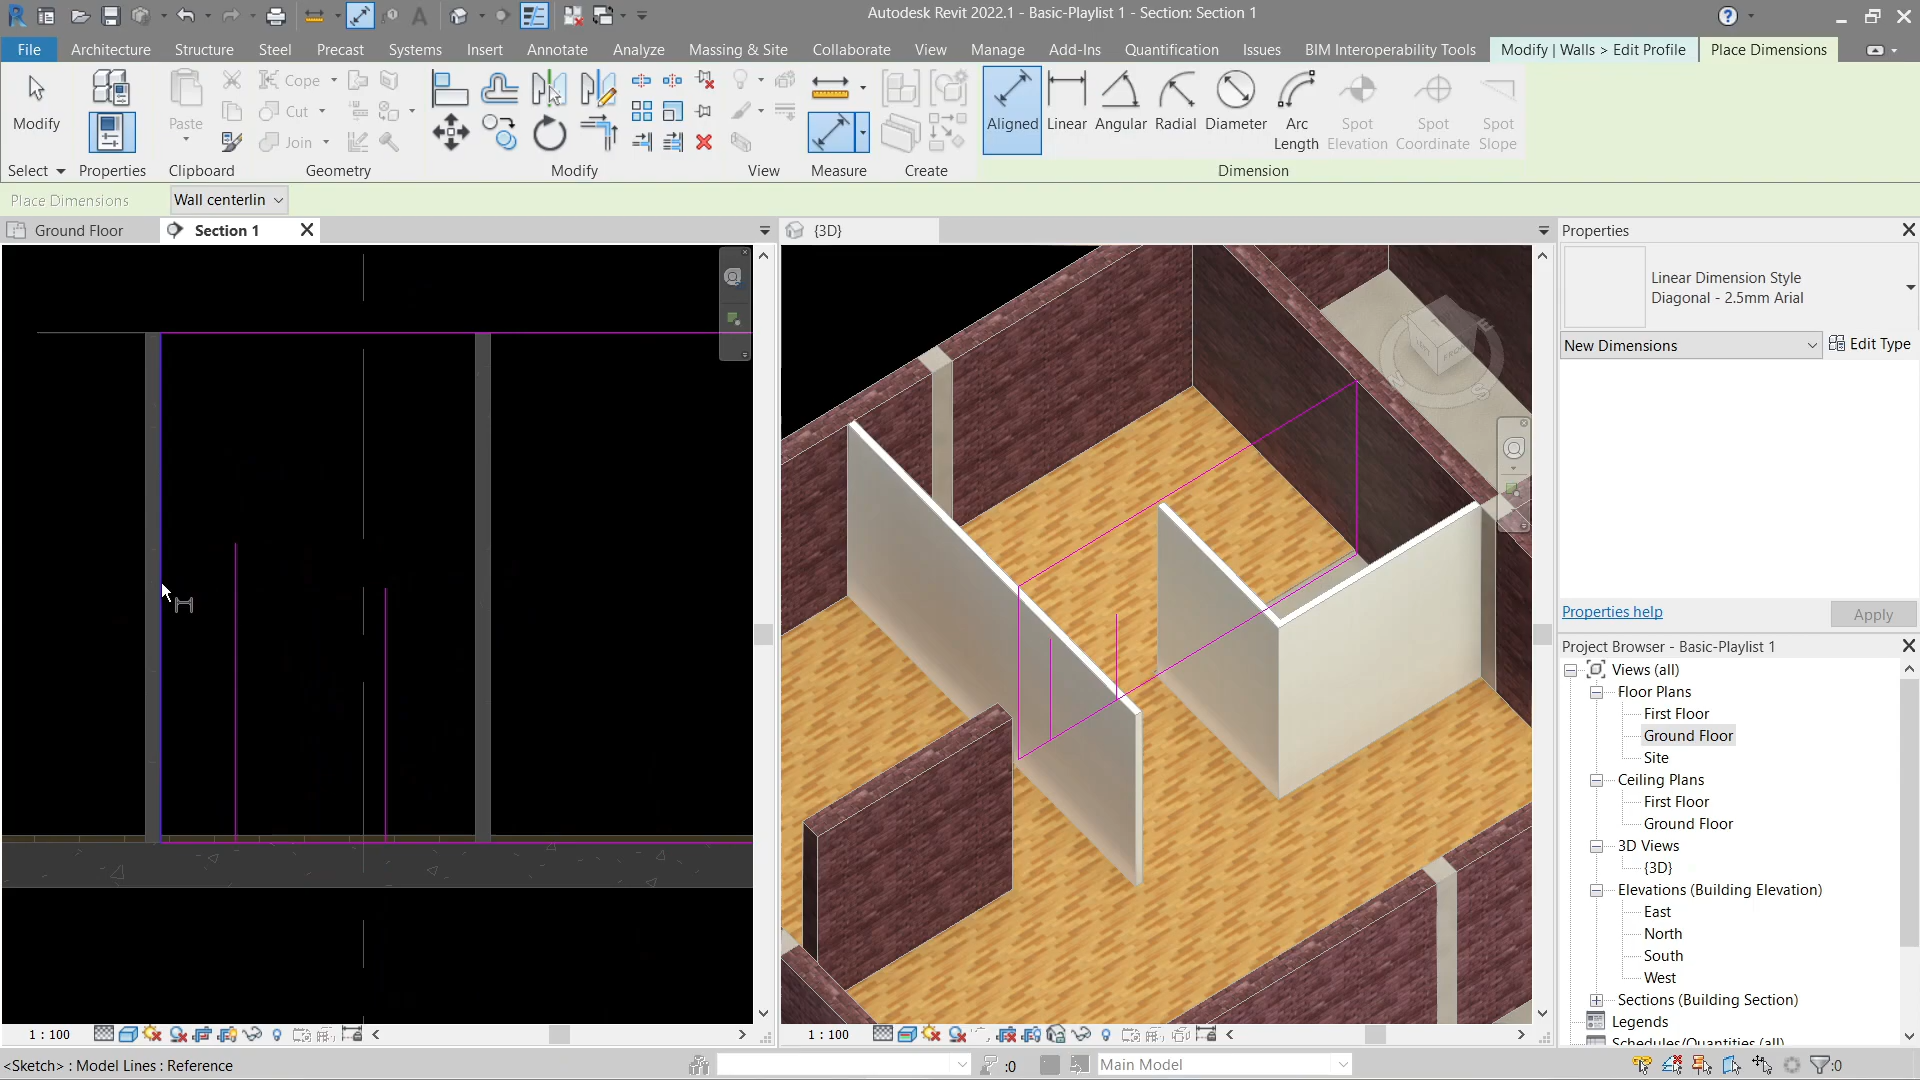 Autodesk Revit 2022.1 - Basic-Playlist 1 - Section: Section 1
File Architecture Structure Steel Precast Systems Insert Annotate Analyze Massing & Site Collaborate View Manage Add-Ins Quantification Issues BIM Interoperability Tools Modify | Walls > Edit Profile Place Dimensions
Modify Paste Cope Cut Join Aligned Linear Angular Radial Diameter Arc Length Spot Elevation Spot Coordinate Spot Slope
Select Properties Clipboard Geometry Modify View Measure Create Dimension
Place Dimensions Wall centerlin
Ground Floor Section 1 {3D} Properties
Linear Dimension Style
Diagonal - 2.5mm Arial
New Dimensions Edit Type
Properties help Apply
Project Browser - Basic-Playlist 1
Views (all)
Floor Plans
First Floor
Ground Floor
Site
Ceiling Plans
First Floor
Ground Floor
3D Views
{3D}
Elevations (Building Elevation)
East
North
South
West
Sections (Building Section)
Legends
Schedules/Quantities (all)
1 : 100 1 : 100
<Sketch> : Model Lines : Reference :0 Main Model :0